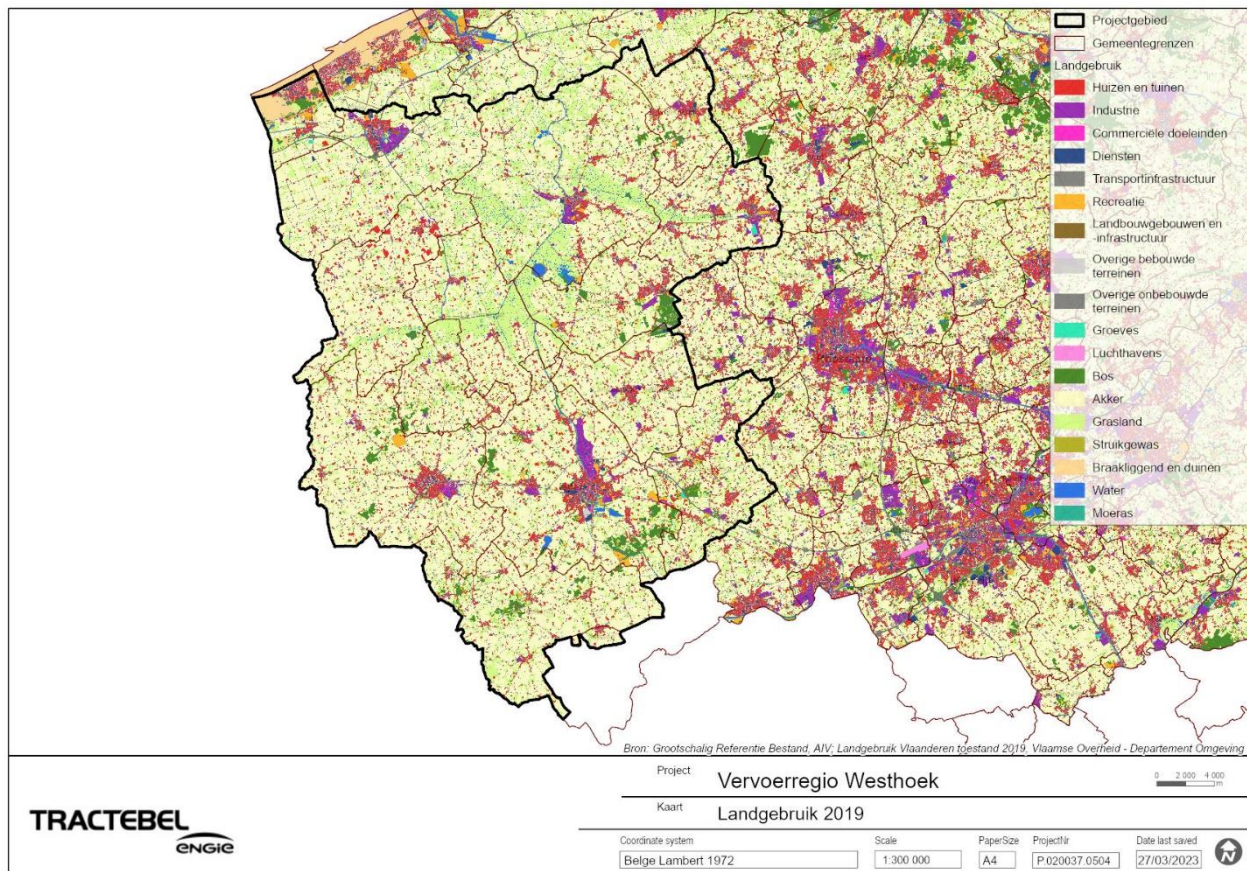 Projectgebied
Gemeentegrenzen
Landgebruik
Huizen en tuinen
Industrie
Commerciële doeleinden
Diensten
Transportinfrastructuur
Recreatie
Landbouwgebouwen en
-infrastructuur
Overige bebouwde
terreinen
Overige onbebouwde
terreinen
Groeves
Luchthavens
Bos
Akker
Grasland
Struikgewas
Braakliggend en duinen
Water
Moeras
Bron: Grootschalig Referentie Bestand, AIV; Landgebruik Vlaanderen toestand 2019, Vlaamse Overheid - Departement Omgeving
TRACTEBEL
ENGIE
Project
Vervoerregio Westhoek
0 2 000 4 000
m
Kaart
Landgebruik 2019
Coordinate system
Scale
PaperSize
ProjectNr
Date last saved
Belge Lambert 1972
1:300 000
A4
P.020037.0504
27/03/2023
N